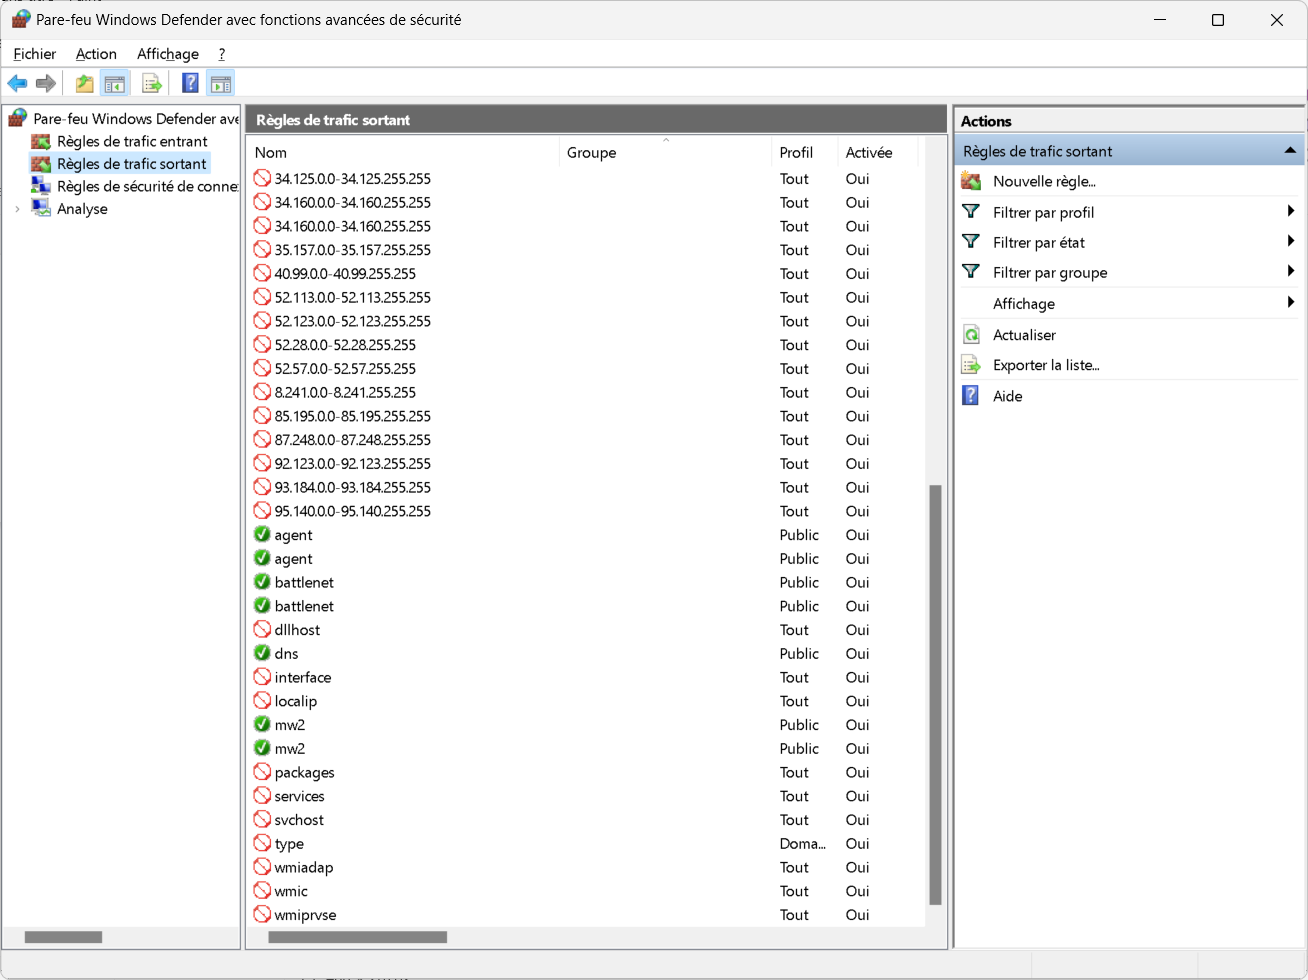 Pare-feu Windows Defender avec fonctions avancées de sécurité
Fichier Action Affichage ?
Pare-feu Windows Defender ave
Règles de trafic entrant
Règles de trafic sortant
Règles de sécurité de conne
Analyse
Règles de trafic sortant
Nom Groupe Profil Activée
34.125.0.0-34.125.255.255 Tout Oui
34.160.0.0-34.160.255.255 Tout Oui
34.160.0.0-34.160.255.255 Tout Oui
35.157.0.0-35.157.255.255 Tout Oui
40.99.0.0-40.99.255.255 Tout Oui
52.113.0.0-52.113.255.255 Tout Oui
52.123.0.0-52.123.255.255 Tout Oui
52.28.0.0-52.28.255.255 Tout Oui
52.57.0.0-52.57.255.255 Tout Oui
8.241.0.0-8.241.255.255 Tout Oui
85.195.0.0-85.195.255.255 Tout Oui
87.248.0.0-87.248.255.255 Tout Oui
92.123.0.0-92.123.255.255 Tout Oui
93.184.0.0-93.184.255.255 Tout Oui
95.140.0.0-95.140.255.255 Tout Oui
agent Public Oui
agent Public Oui
battlenet Public Oui
battlenet Public Oui
dllhost Tout Oui
dns Public Oui
interface Tout Oui
localip Tout Oui
mw2 Public Oui
mw2 Public Oui
packages Tout Oui
services Tout Oui
svchost Tout Oui
type Doma... Oui
wmiadap Tout Oui
wmic Tout Oui
wmiprvse Tout Oui
Actions
Règles de trafic sortant
Nouvelle règle...
Filtrer par profil
Filtrer par état
Filtrer par groupe
Affichage
Actualiser
Exporter la liste...
Aide